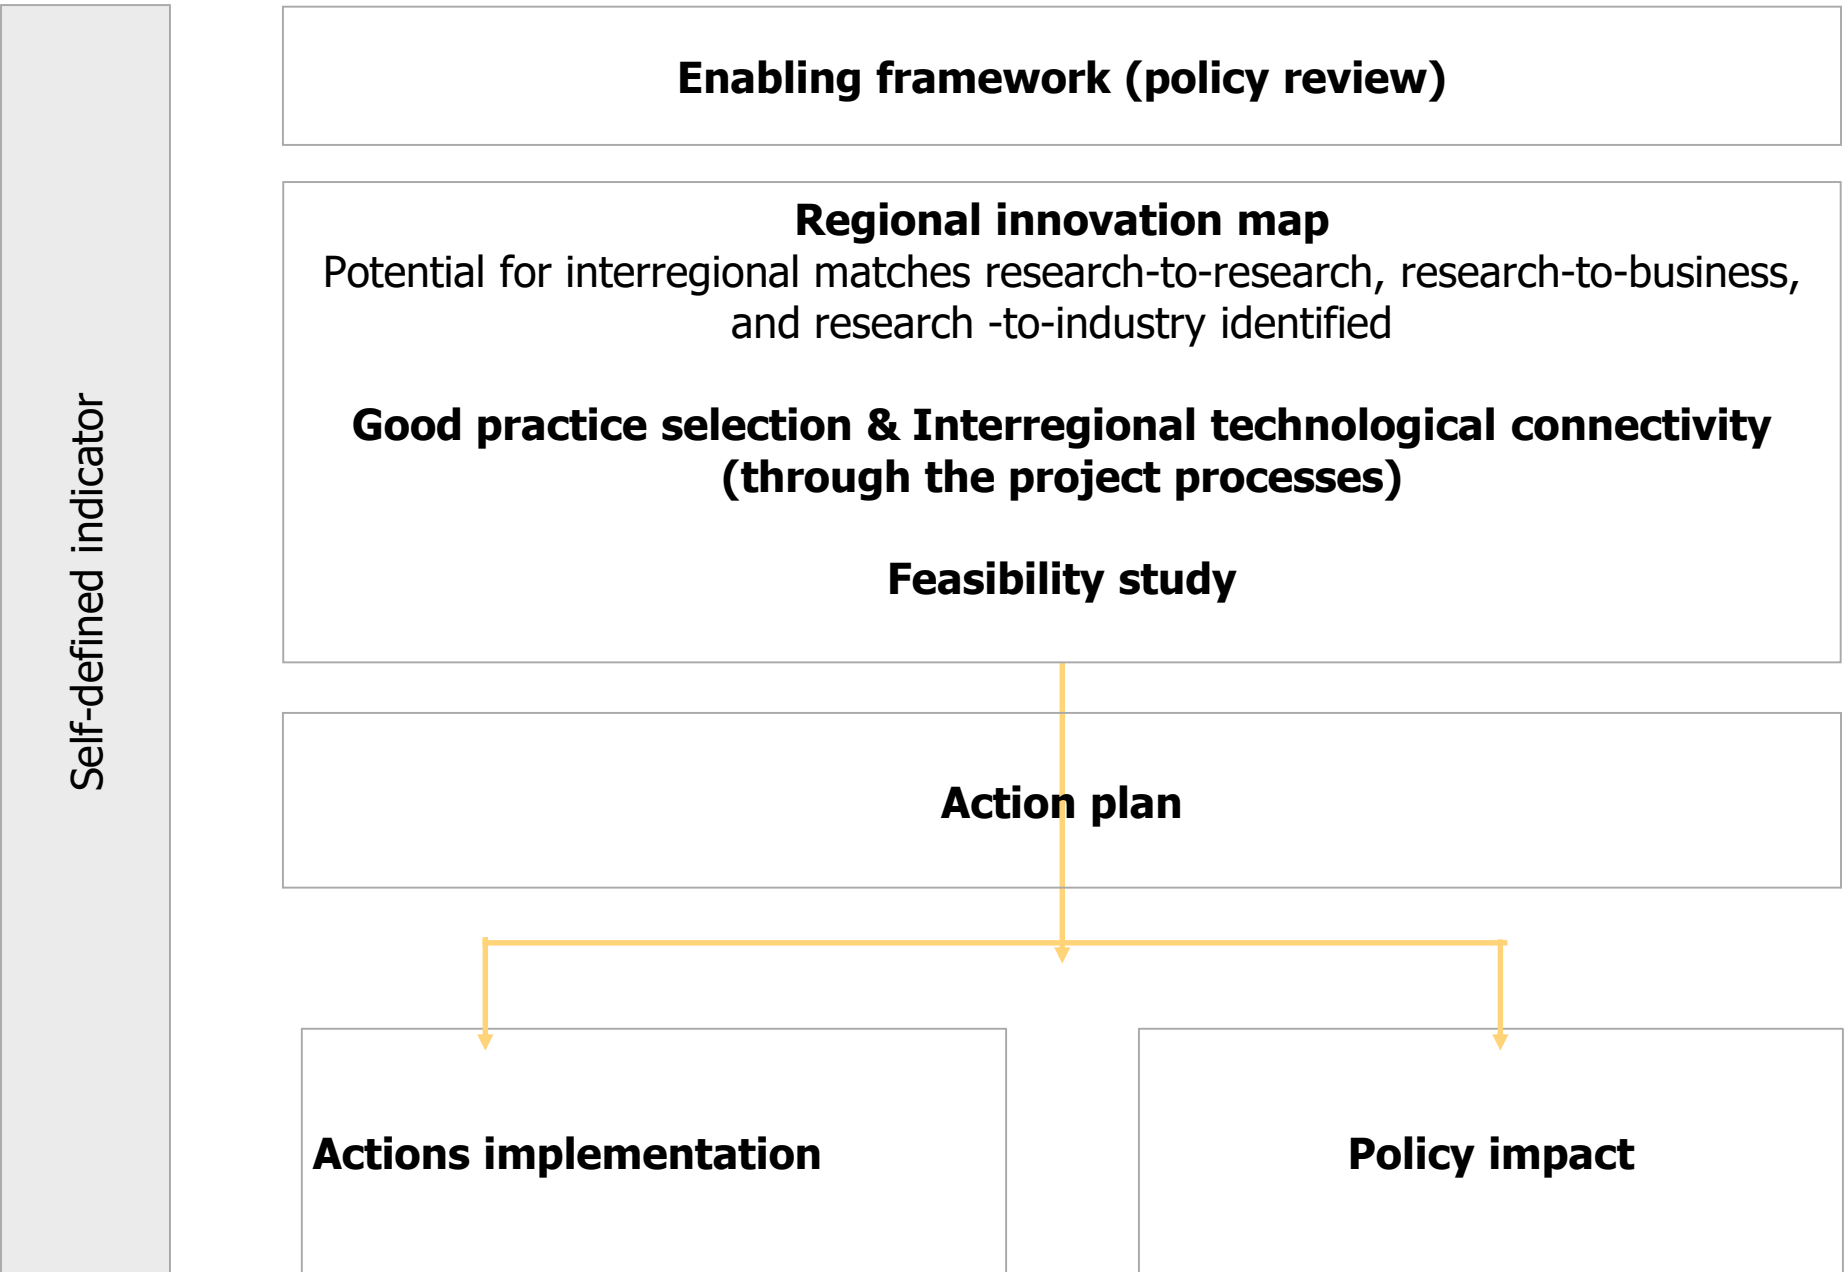 Self-defined indicator
Enabling framework (policy review)
Regional innovation map
Potential for interregional matches research-to-research, research-to-business,
and research -to-industry identified
Good practice selection & Interregional technological connectivity
(through the project processes)
Feasibility study
Action plan
Actions implementation
Policy impact